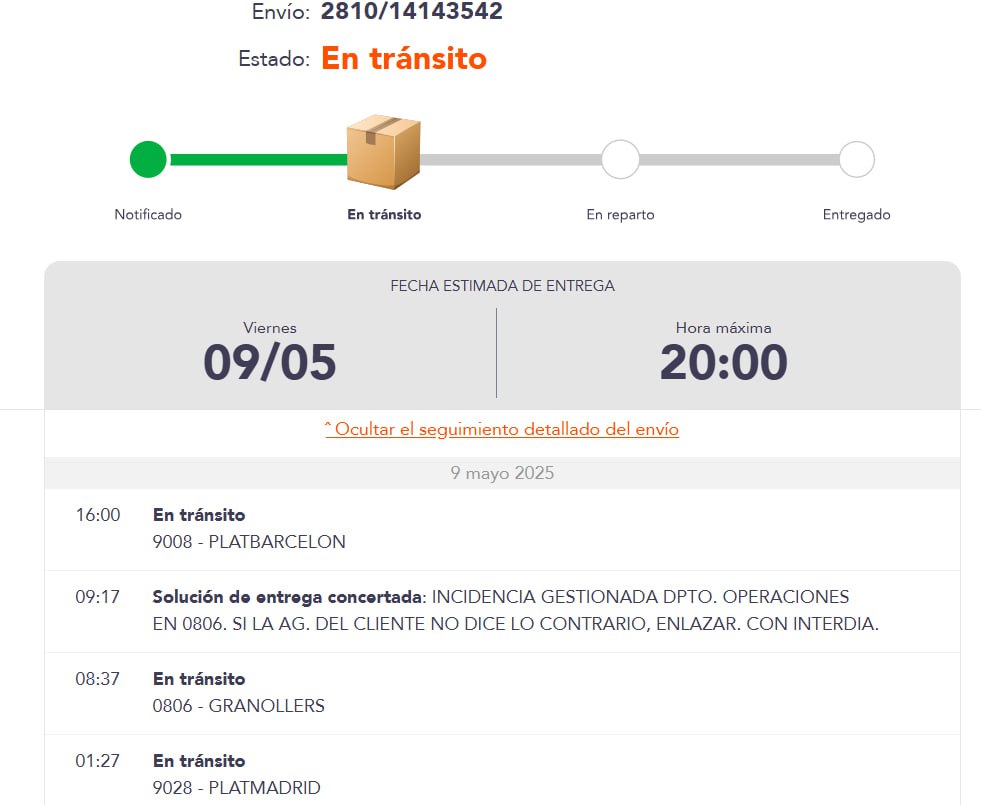 Envío: 2810/14143542
Estado: En tránsito
Notificado
En tránsito
En reparto
Entregado
FECHA ESTIMADA DE ENTREGA
Viernes
09/05
Hora máxima
20:00
ˆ Ocultar el seguimiento detallado del envío
9 mayo 2025
16:00 En tránsito
9008 - PLATBARCELON
09:17 Solución de entrega concertada: INCIDENCIA GESTIONADA DPTO. OPERACIONES
EN 0806. SI LA AG. DEL CLIENTE NO DICE LO CONTRARIO, ENLAZAR. CON INTERDIA.
08:37 En tránsito
0806 - GRANOLLERS
01:27 En tránsito
9028 - PLATMADRID